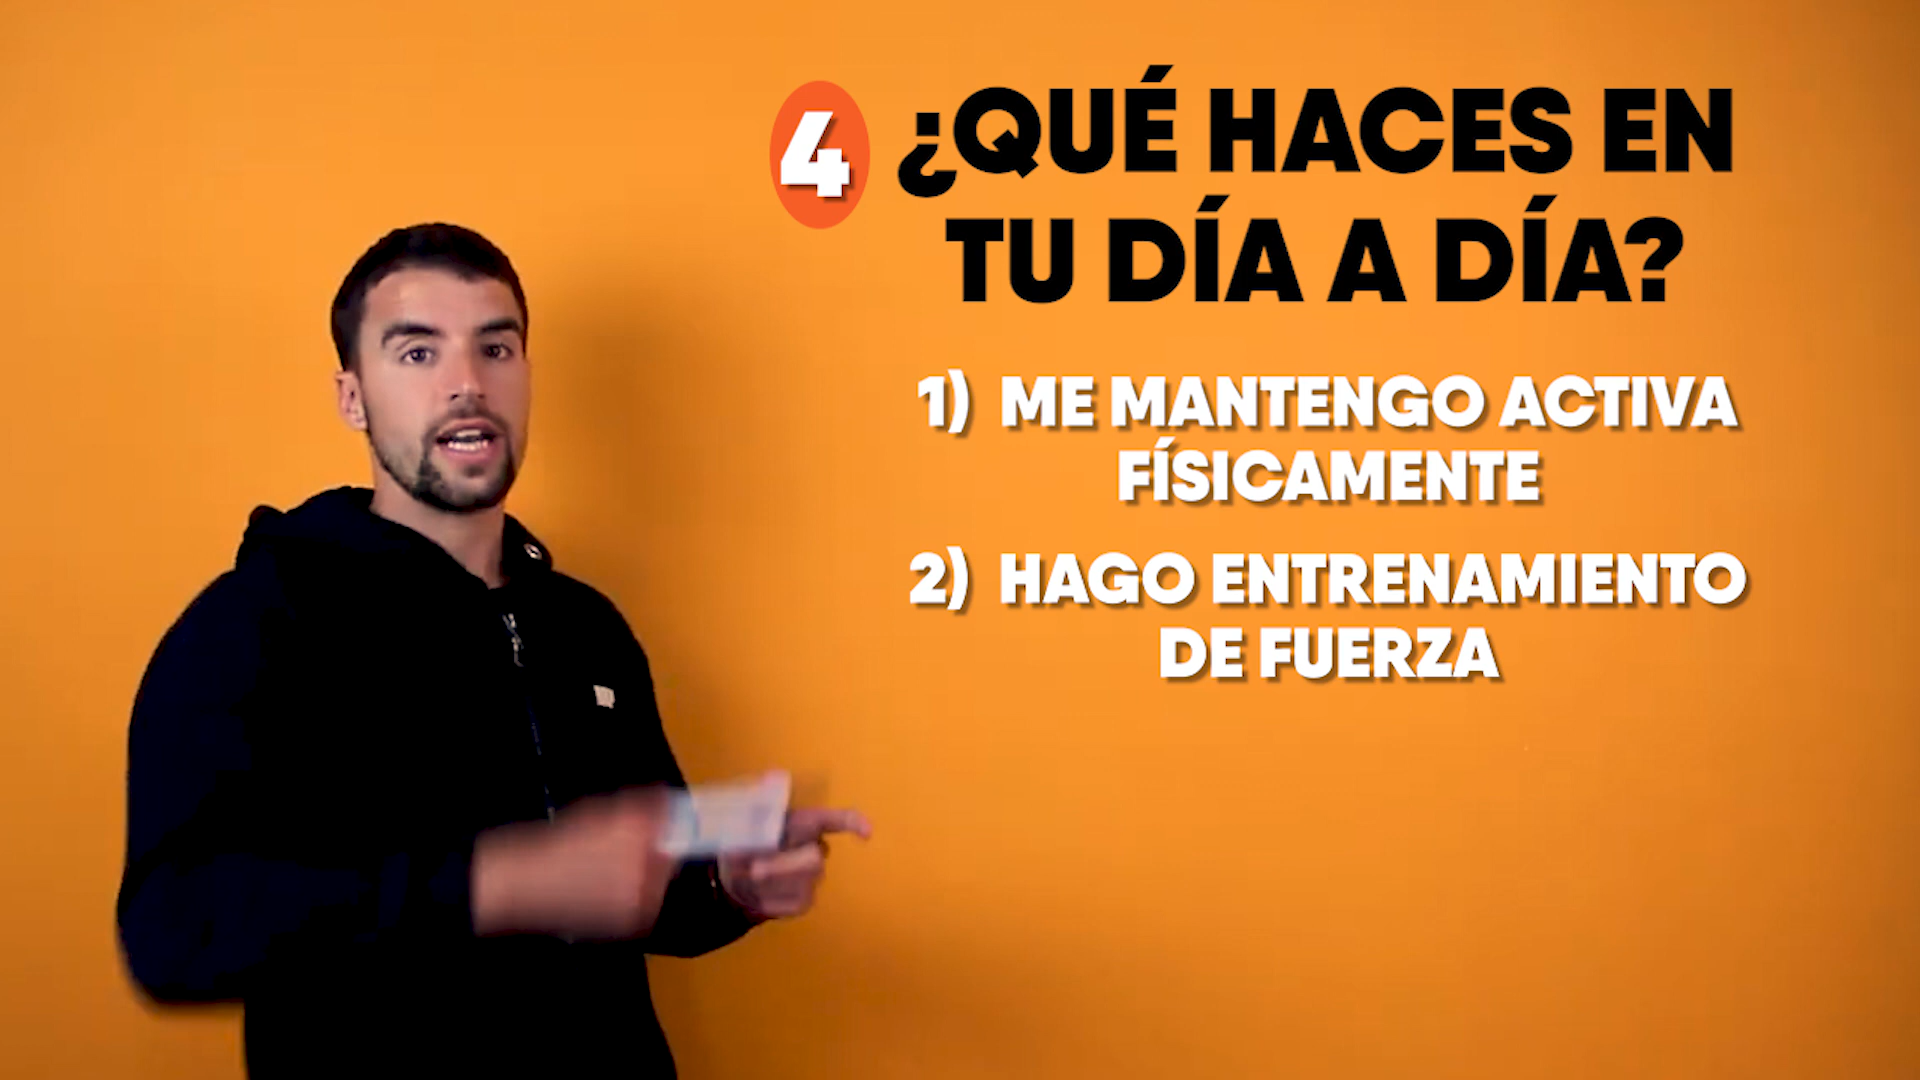 4 ¿QUÉ HACES EN
TU DÍA A DÍA?
1) ME MANTENGO ACTIVA
FÍSICAMENTE
2) HAGO ENTRENAMIENTO
DE FUERZA